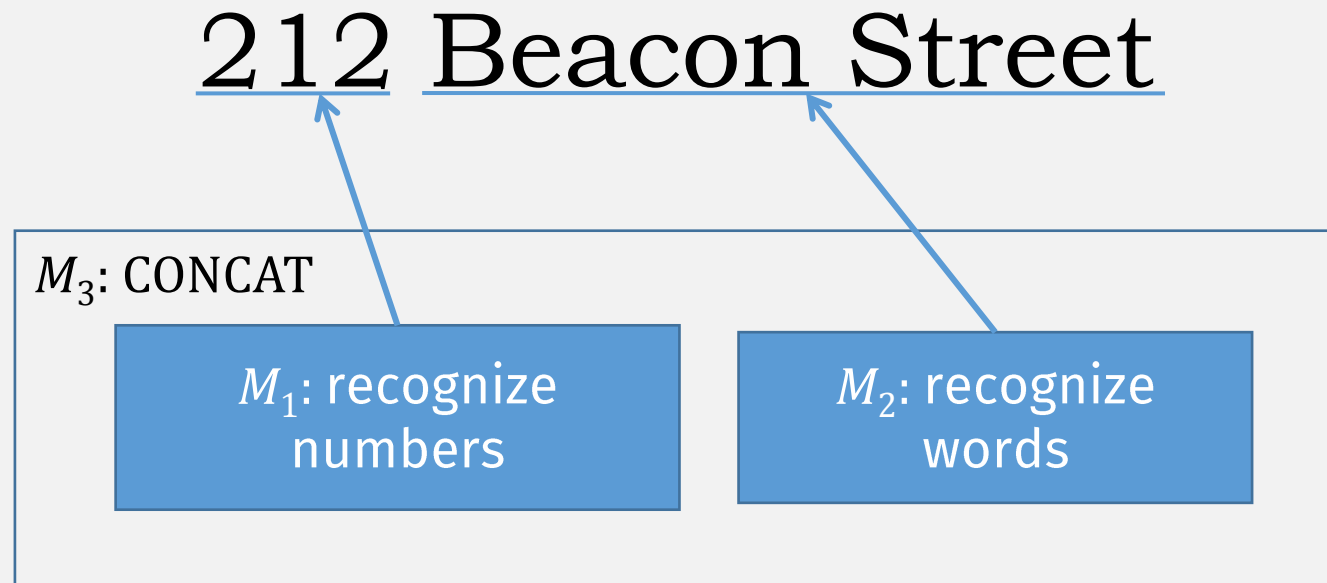 212 Beacon Street
M₃: CONCAT
M₁: recognize
numbers
M₂: recognize
words